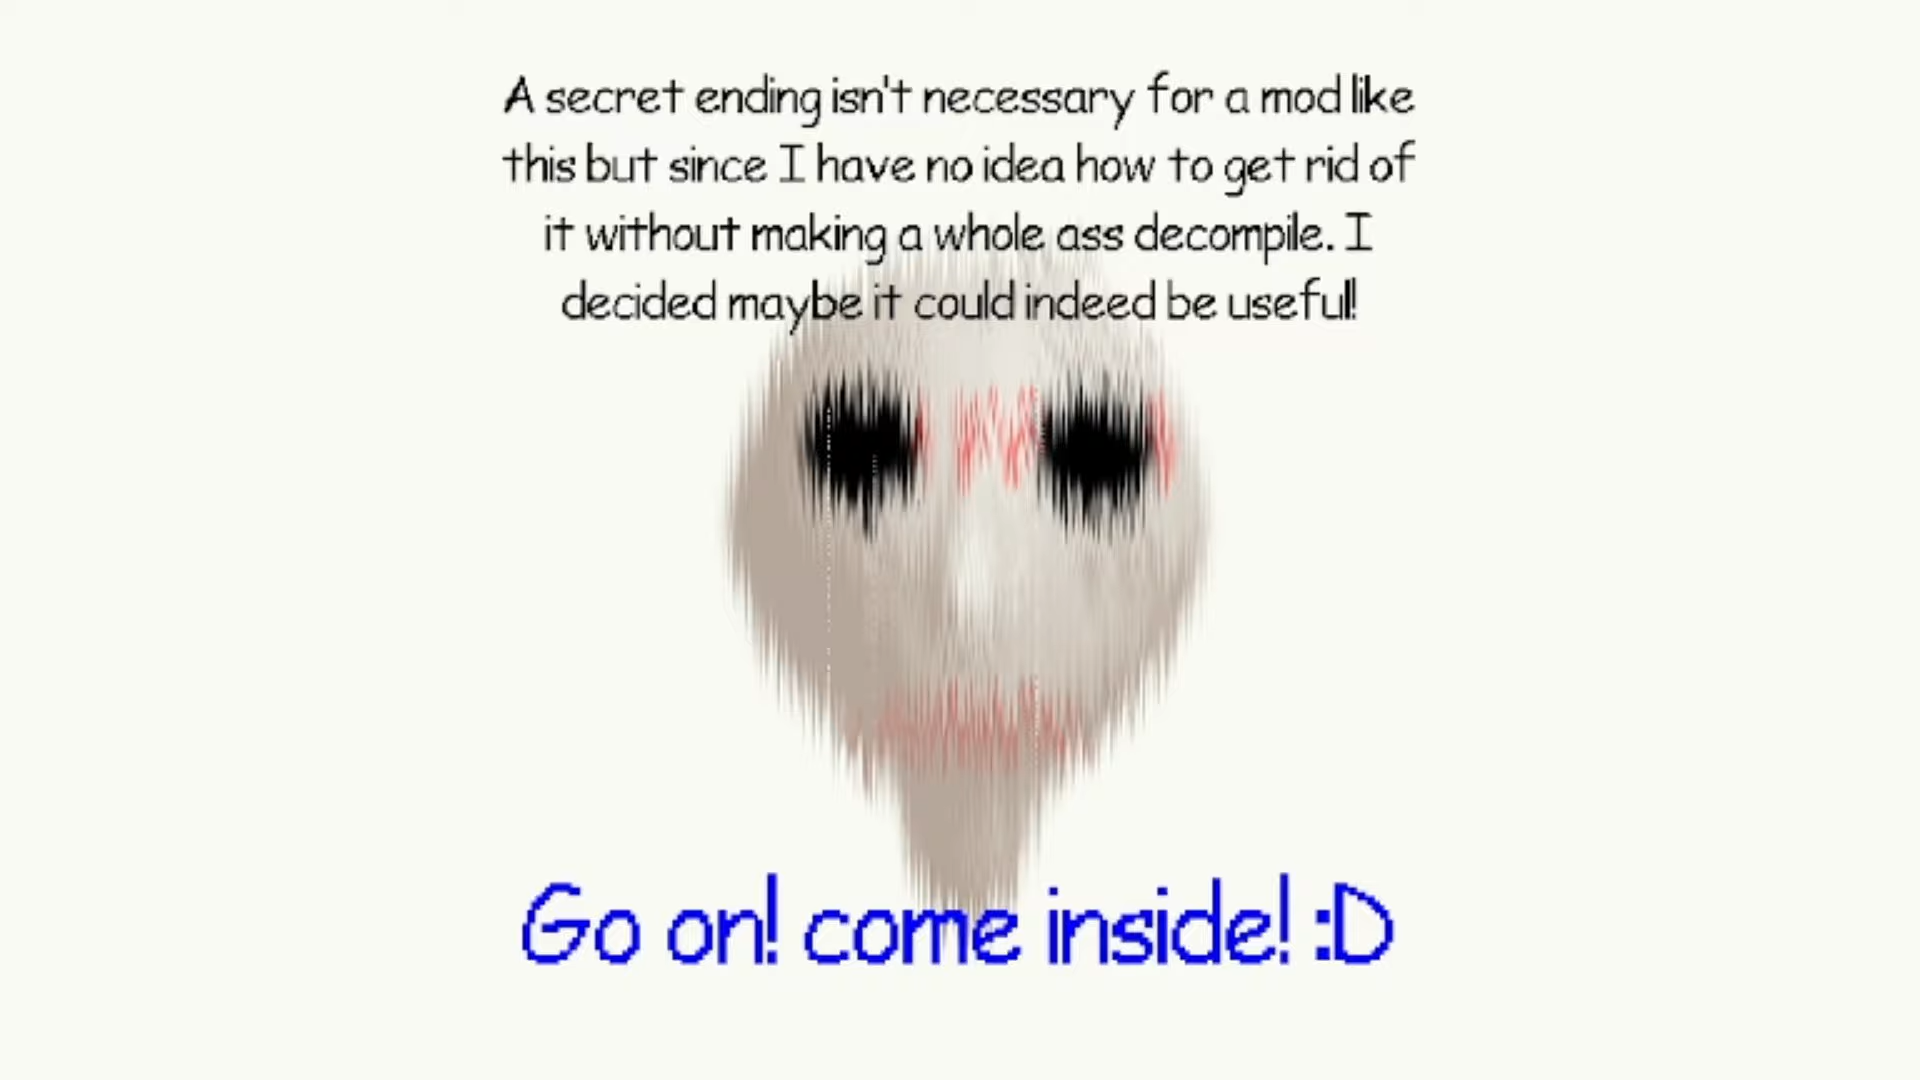 A secret ending isn't necessary for a mod like
this but since I have no idea how to get rid of
it without making a whole ass decompile. I
decided maybe it could indeed be useful!
Go on! come inside! :D